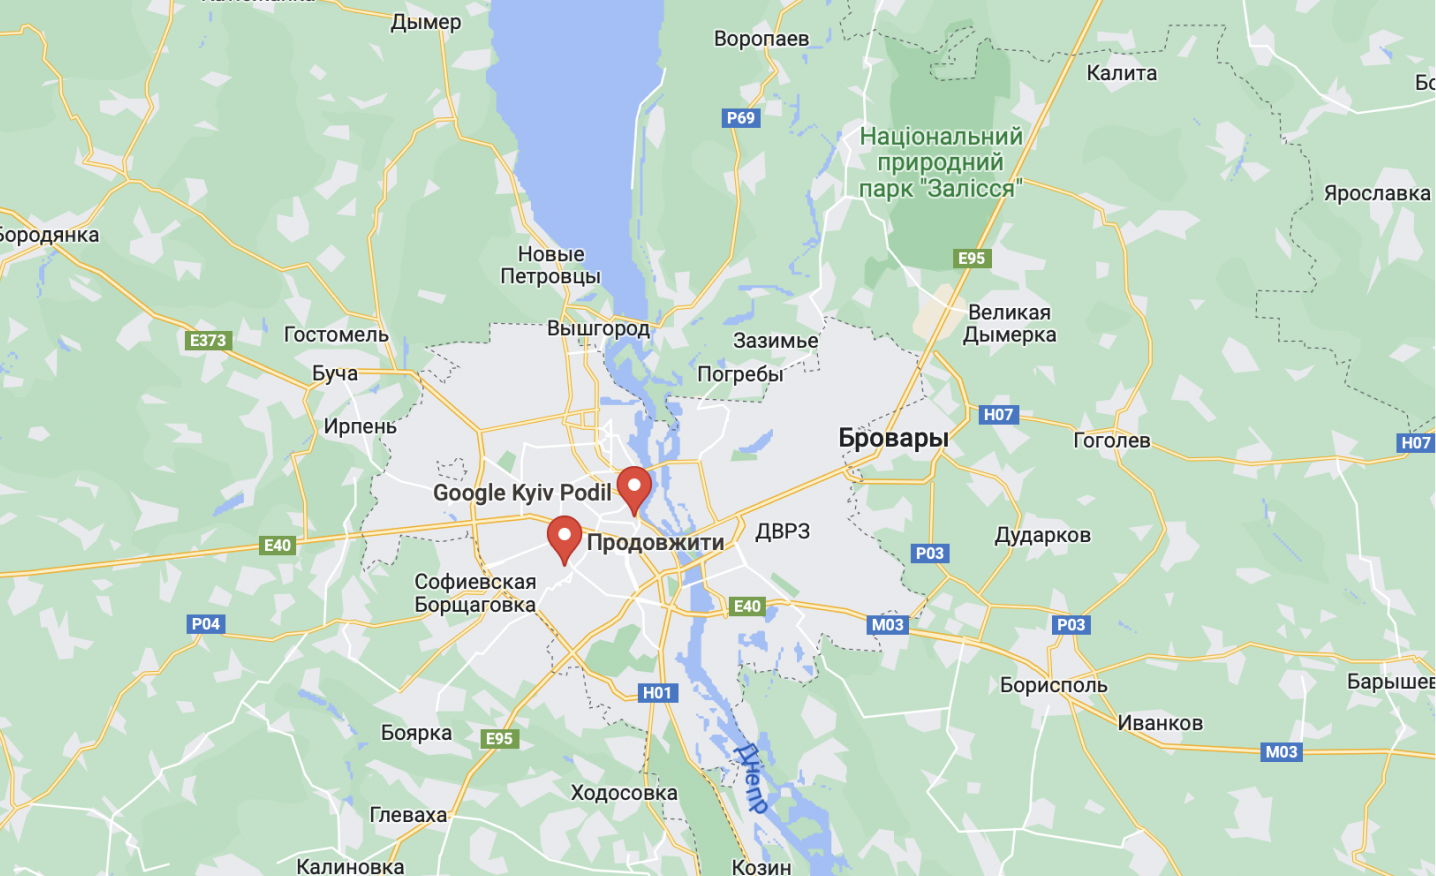 Дымер
Воропаев
Калита
P69
Національний
природний
парк "Залісся"
Ярославка
Бородянка
Новые
Петровцы
E95
Великая
Дымерка
Вышгород
Гостомель
E373
Зазимье
Буча
Погребы
H07
Ирпень
Бровары
Гоголев
H07
Google Kyiv Podil
Продовжити
ДВРЗ
Дударков
E40
P03
Софиевская
Борщаговка
E40
P04
M03
P03
Борисполь
H01
Иванков
Боярка
E95
M03
Днепр
Ходосовка
Глеваха
Калиновка
Козин